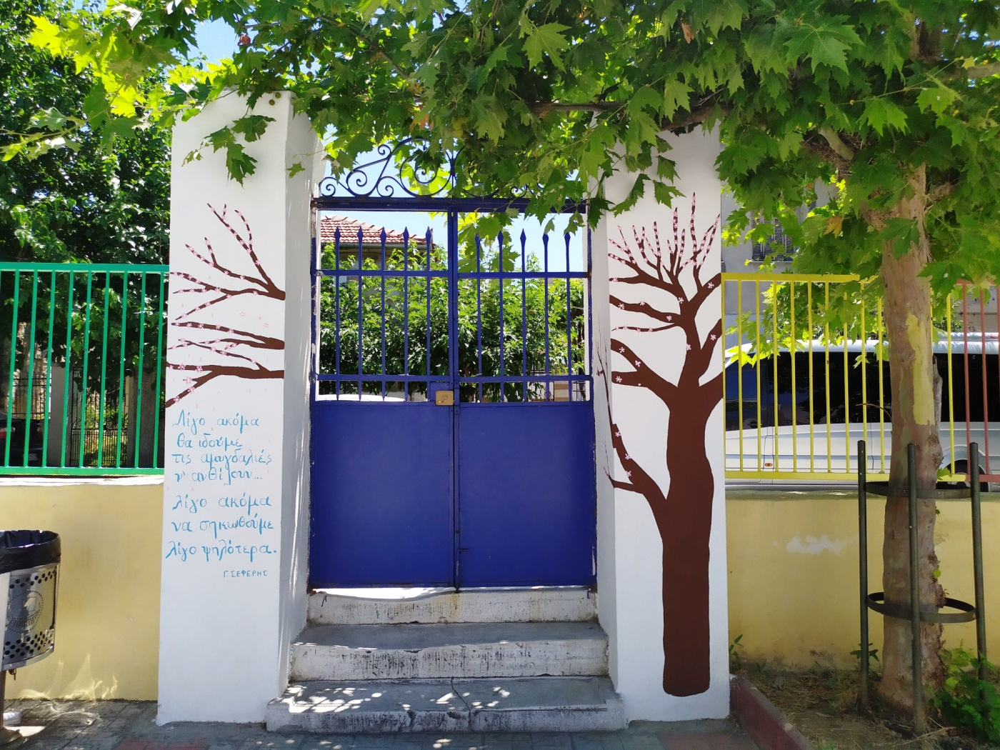 Λίγο ακόμα
θα ιδούμε
τις αμυγδαλιές
ν' ανθίζουν...
λίγο ακόμα
να σηκωθούμε
λίγο ψηλότερα.
Γ. ΣΕΦΕΡΗΣ